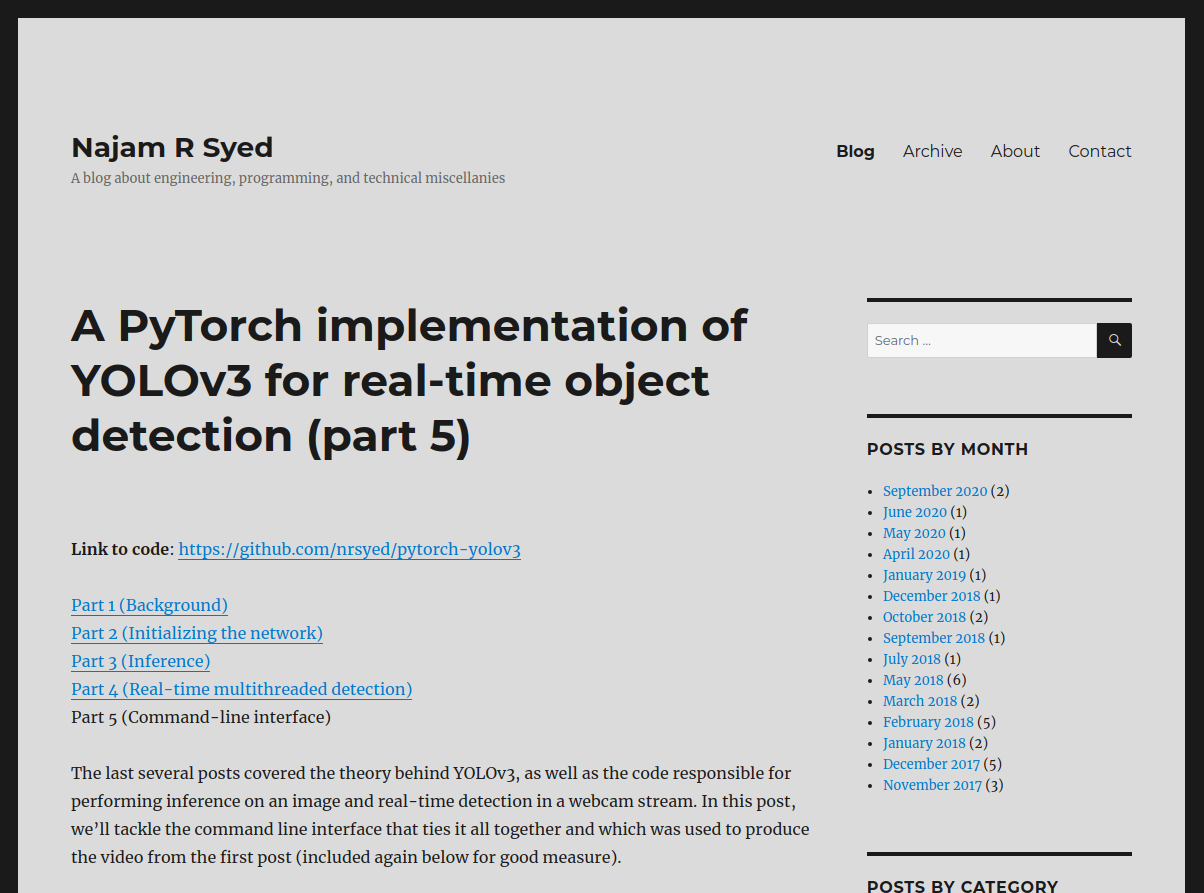 Najam R Syed
A blog about engineering, programming, and technical miscellanies
Blog Archive About Contact
A PyTorch implementation of
YOLOv3 for real-time object
detection (part 5)
Link to code: https://github.com/nrsyed/pytorch-yolov3
Part 1 (Background)
Part 2 (Initializing the network)
Part 3 (Inference)
Part 4 (Real-time multithreaded detection)
Part 5 (Command-line interface)
The last several posts covered the theory behind YOLOv3, as well as the code responsible for
performing inference on an image and real-time detection in a webcam stream. In this post,
we’ll tackle the command line interface that ties it all together and which was used to produce
the video from the first post (included again below for good measure).
Search …
POSTS BY MONTH
September 2020 (2)
June 2020 (1)
May 2020 (1)
April 2020 (1)
January 2019 (1)
December 2018 (1)
October 2018 (2)
September 2018 (1)
July 2018 (1)
May 2018 (6)
March 2018 (2)
February 2018 (5)
January 2018 (2)
December 2017 (5)
November 2017 (3)
POSTS BY CATEGORY